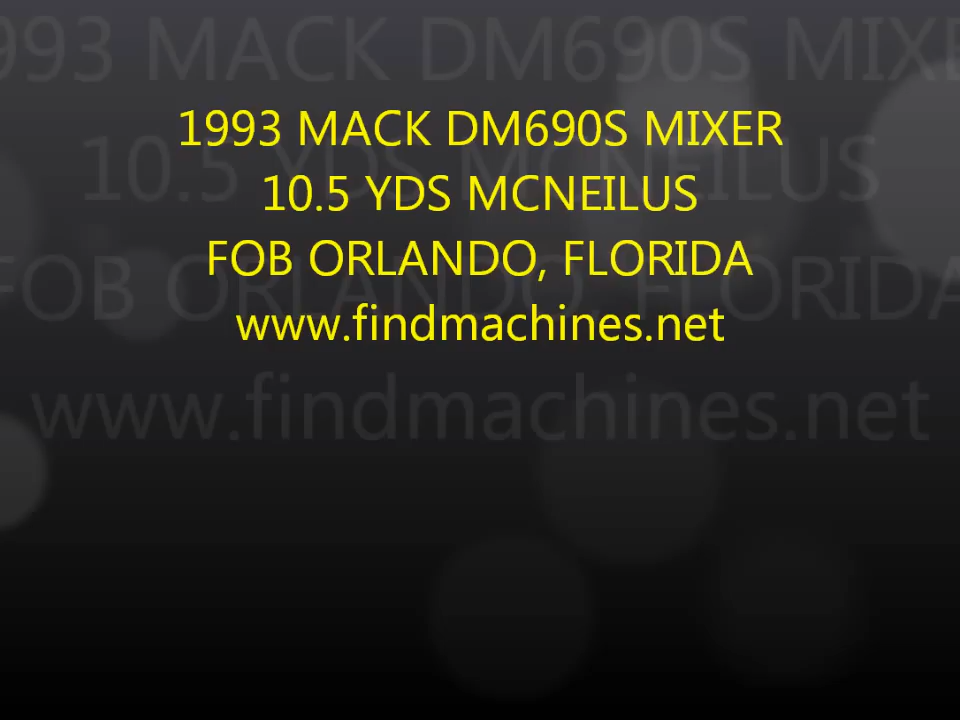 1993 MACK DM690S MIXER
10.5 YDS MCNEILUS
FOB ORLANDO, FLORIDA
www.findmachines.net